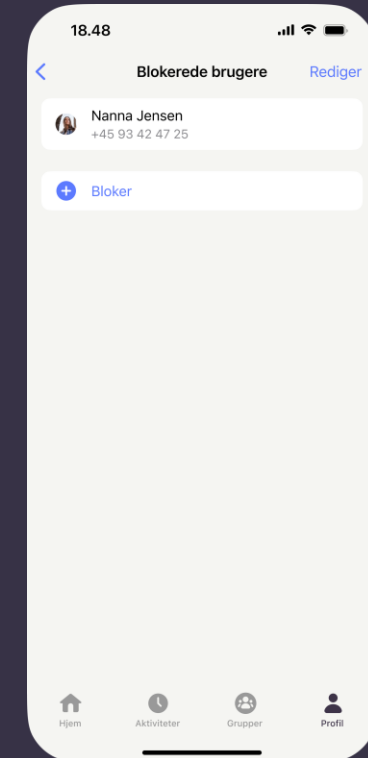 18.48
Blokerede brugere Rediger
Nanna Jensen
+45 93 42 47 25
Bloker
Hjem Aktiviteter Grupper Profil